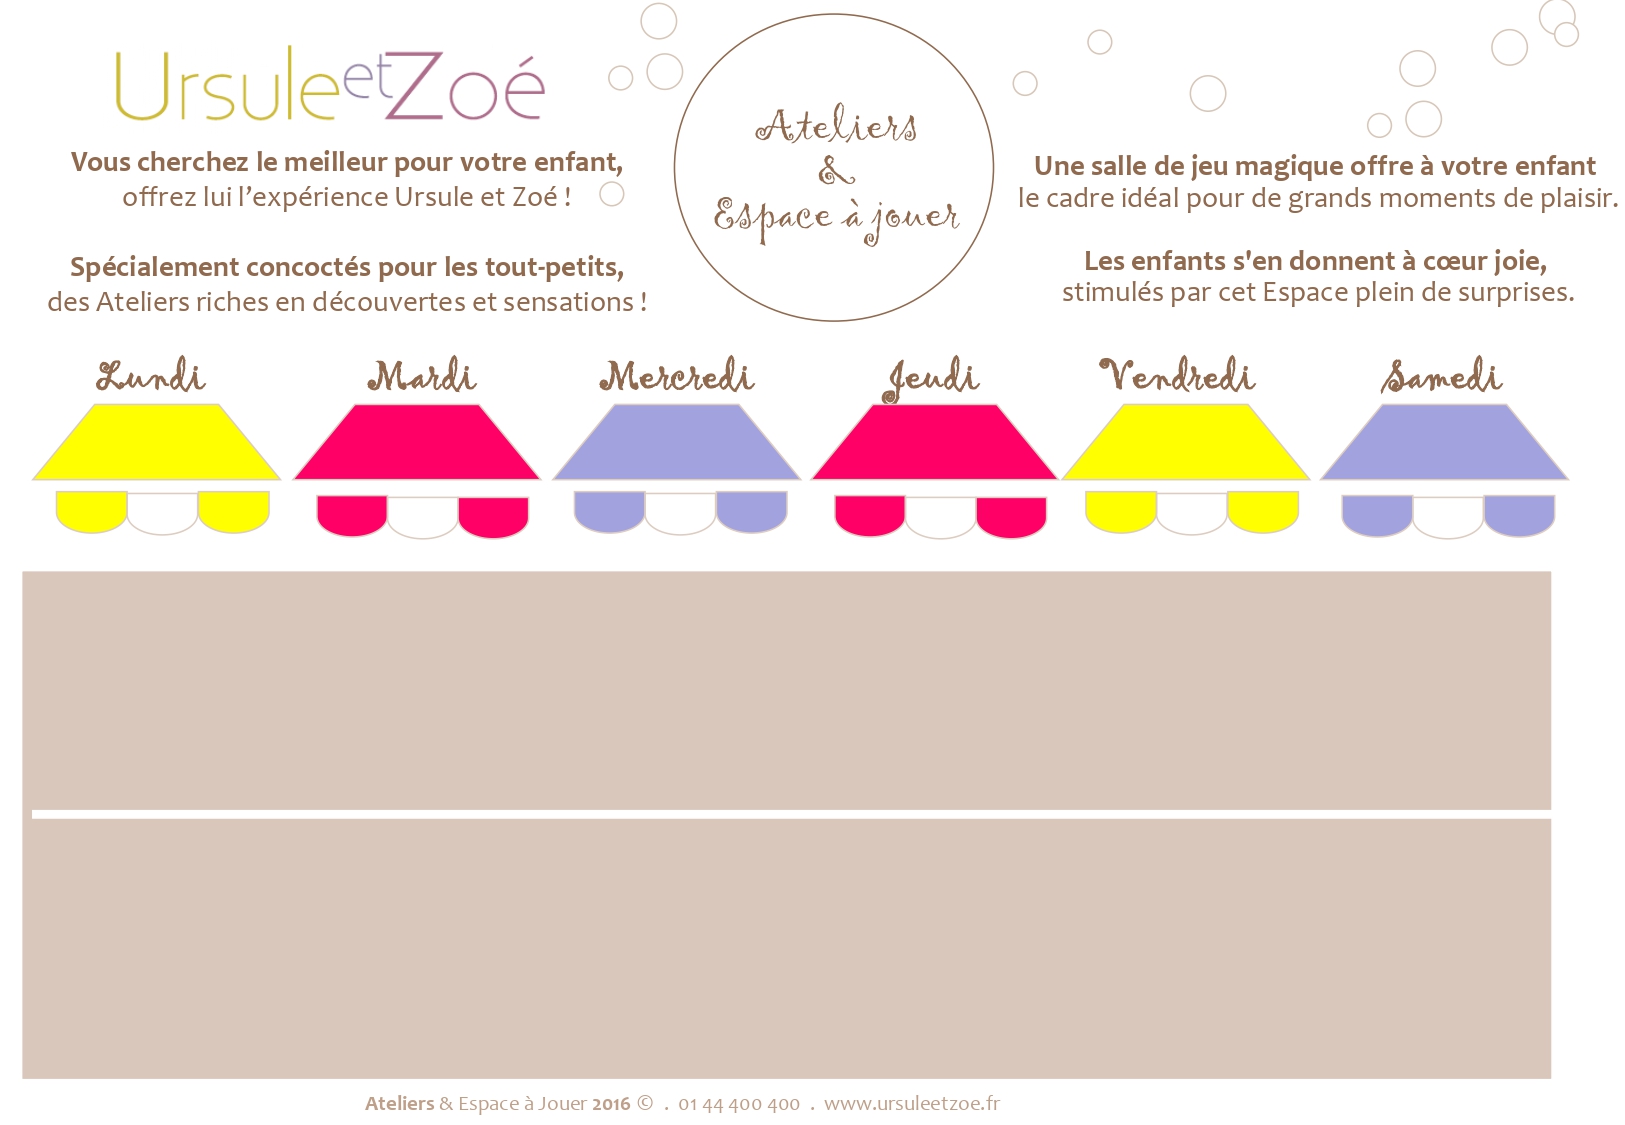 Ursule et Zoé
Vous cherchez le meilleur pour votre enfant,
offrez lui l’expérience Ursule et Zoé !
Spécialement concoctés pour les tout-petits,
des Ateliers riches en découvertes et sensations !
Ateliers
&
Espace à jouer
Une salle de jeu magique offre à votre enfant
le cadre idéal pour de grands moments de plaisir.
Les enfants s'en donnent à cœur joie,
stimulés par cet Espace plein de surprises.
Lundi Mardi Mercredi Jeudi Vendredi Samedi
Ateliers & Espace à Jouer 2016 © . 01 44 400 400 . www.ursuleetzoe.fr